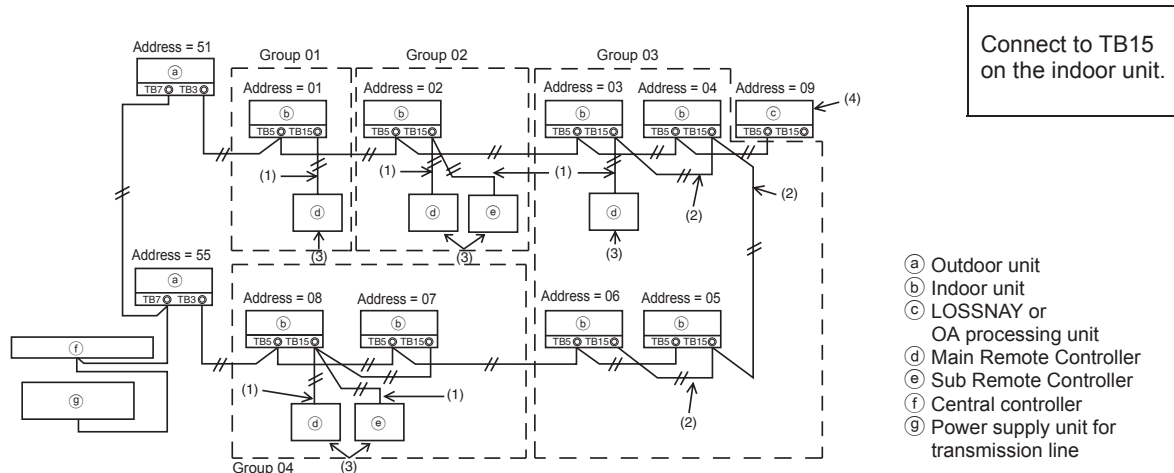 Connect to TB15
on the indoor unit.
Group 01 Group 02 Group 03
Address = 51
ⓐ
TB7 TB3
Address = 01 Address = 02 Address = 03 Address = 04 Address = 09
ⓑ ⓑ ⓑ ⓑ ⓒ (4)
TB5 TB15 TB5 TB15 TB5 TB15 TB5 TB15 TB5 TB15
(1) (1) (1) (2) (2)
ⓓ ⓓ ⓔ ⓓ
(3) (3) (3)
Address = 55
ⓐ
TB7 TB3
Address = 08 Address = 07 Address = 06 Address = 05
ⓑ ⓑ ⓑ ⓑ
TB5 TB15 TB5 TB15 TB5 TB15 TB5 TB15
ⓕ
ⓖ
(1) (1) (2)
ⓓ ⓔ
(3)
Group 04
ⓐ Outdoor unit
ⓑ Indoor unit
ⓒ LOSSNAY or
OA processing unit
ⓓ Main Remote Controller
ⓔ Sub Remote Controller
ⓕ Central controller
ⓖ Power supply unit for
transmission line